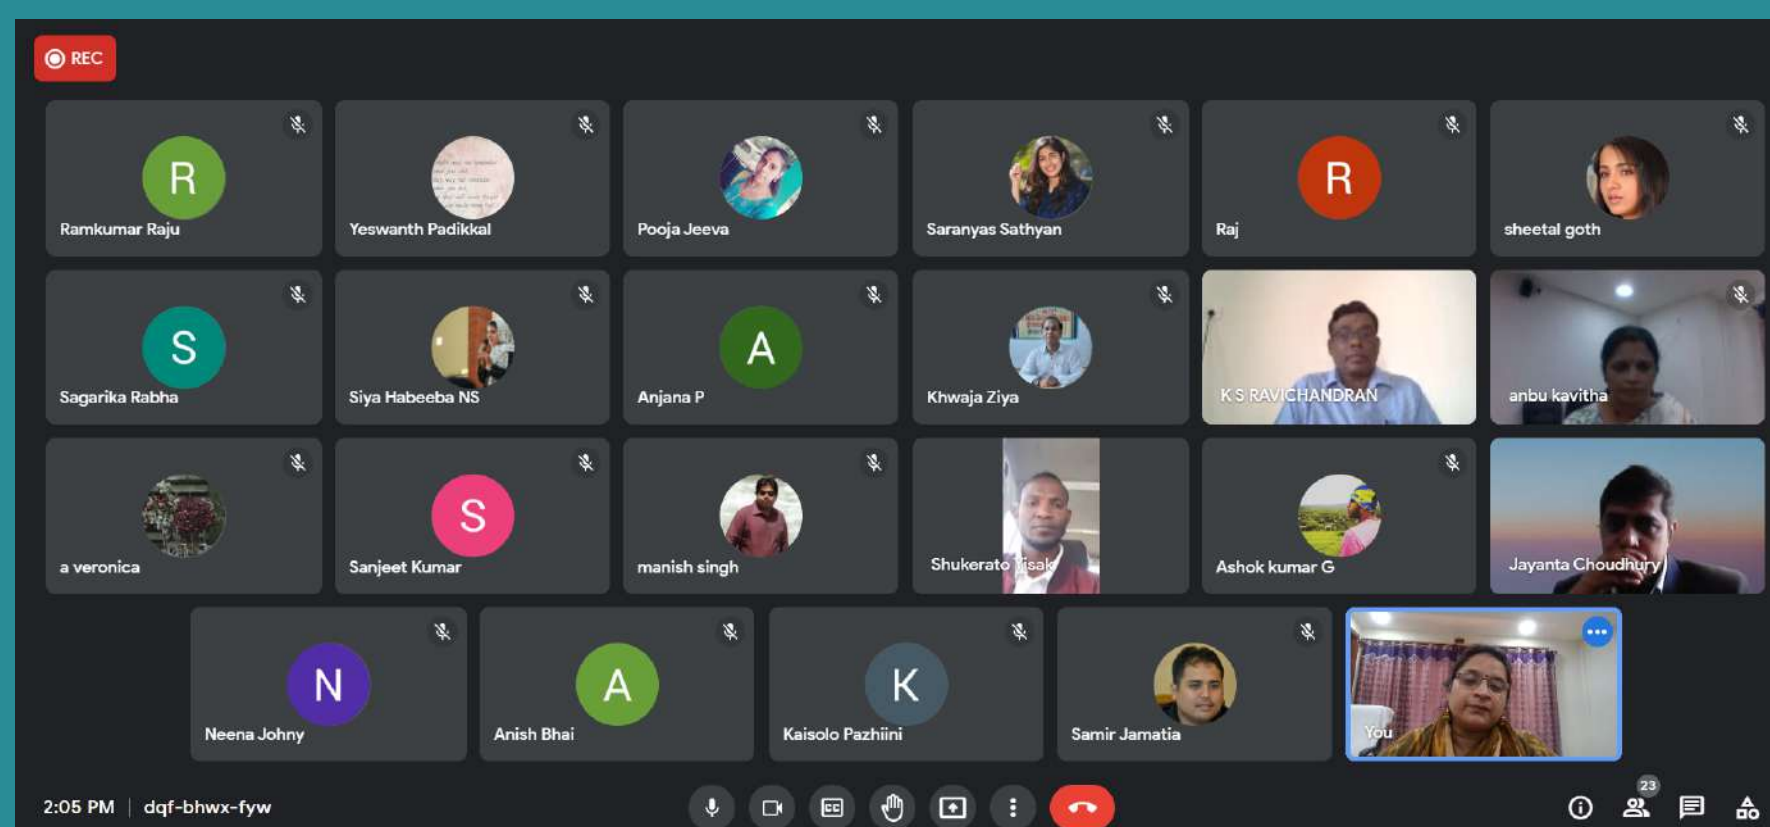 REC
R
Ramkumar Raju
Yeswanth Padikkal
Pooja Jeeva
Saranyas Sathyan
R
Raj
sheetal goth
S
Sagarika Rabha
Siya Habeeba NS
A
Anjana P
Khwaja Ziya
K S RAVICHANDRAN
anbu kavitha
a veronica
S
Sanjeet Kumar
manish singh
Shukerato Yisak
Ashok kumar G
Jayanta Choudhury
N
Neena Johny
A
Anish Bhai
K
Kaisolo Pazhiini
Samir Jamatia
You
2:05 PM | dqf-bhwx-fyw
CC
23